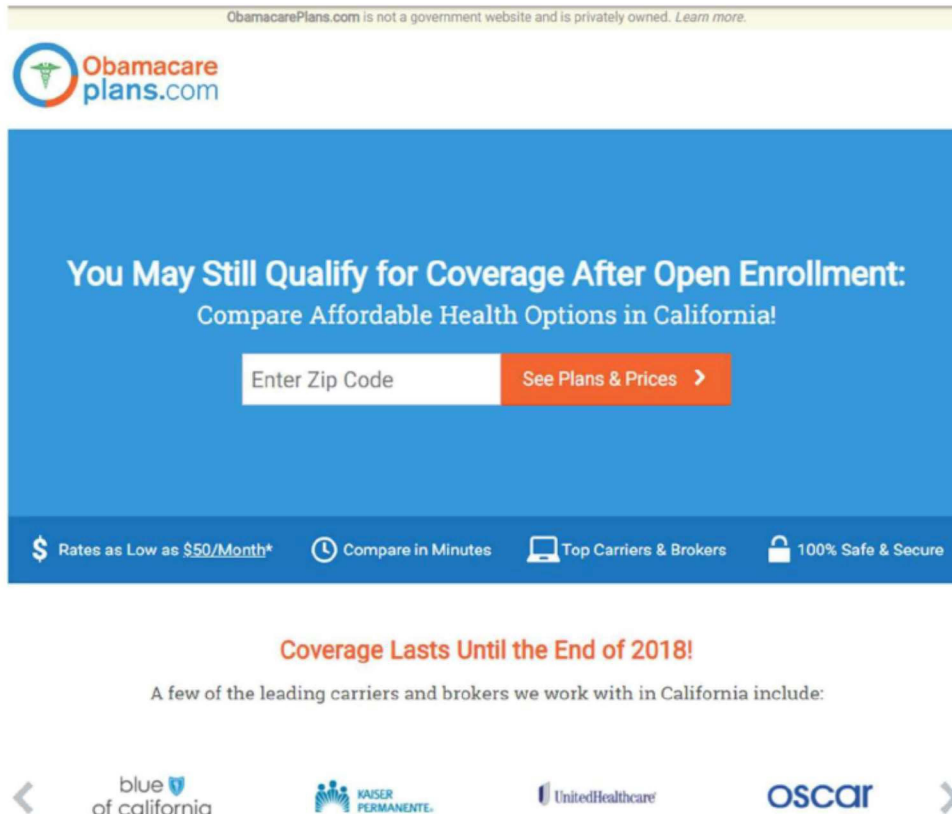 ObamacarePlans.com is not a government website and is privately owned. Learn more.
Obamacare
plans.com
You May Still Qualify for Coverage After Open Enrollment:
Compare Affordable Health Options in California!
Enter Zip Code
See Plans & Prices
$ Rates as Low as $50/Month*
Compare in Minutes
Top Carriers & Brokers
100% Safe & Secure
Coverage Lasts Until the End of 2018!
A few of the leading carriers and brokers we work with in California include:
blue
of california
KAISER
PERMANENTE®
UnitedHealthcare
oscar